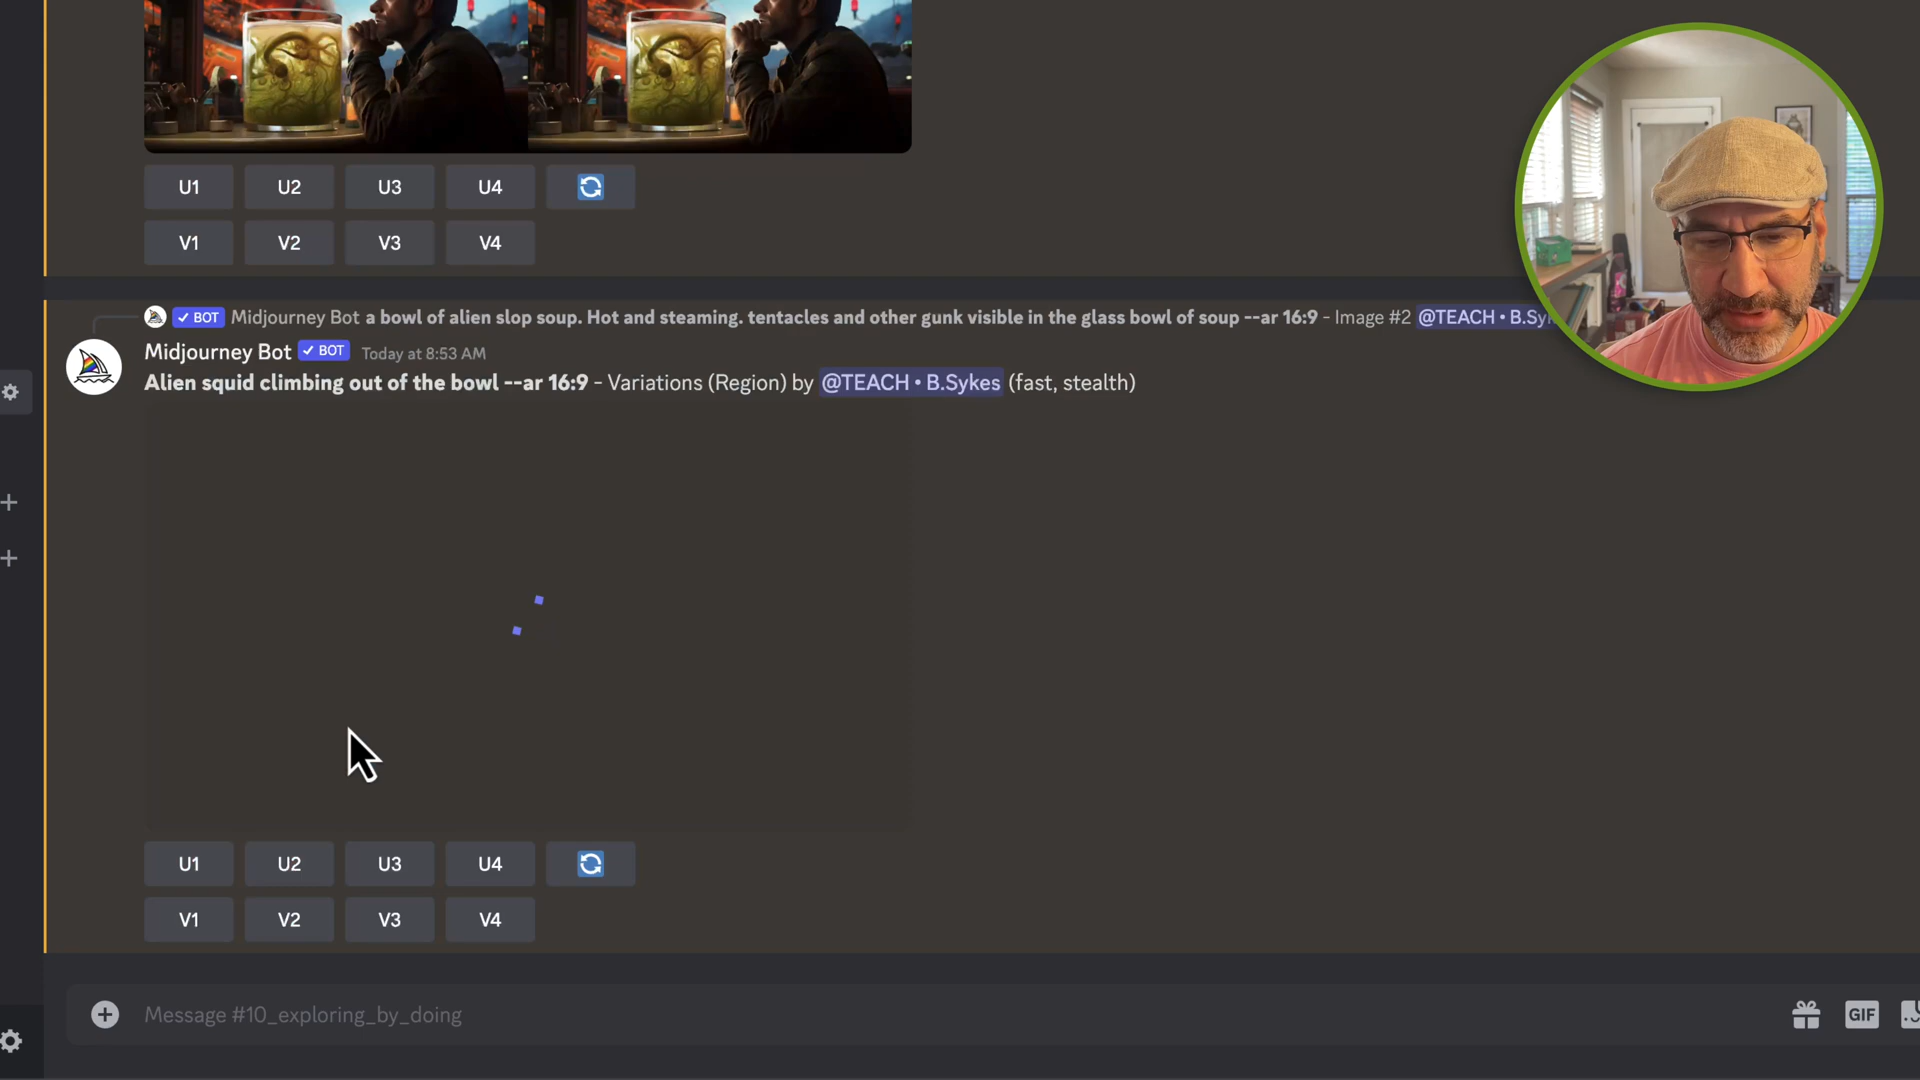 U1 U2 U3 U4
V1 V2 V3 V4
BOT Midjourney Bot a bowl of alien slop soup. Hot and steaming. tentacles and other gunk visible in the glass bowl of soup --ar 16:9 - Image #2 @TEACH • B.Sy
Midjourney Bot BOT Today at 8:53 AM
Alien squid climbing out of the bowl --ar 16:9 - Variations (Region) by @TEACH • B.Sykes (fast, stealth)
U1 U2 U3 U4
V1 V2 V3 V4
Message #10_exploring_by_doing
GIF